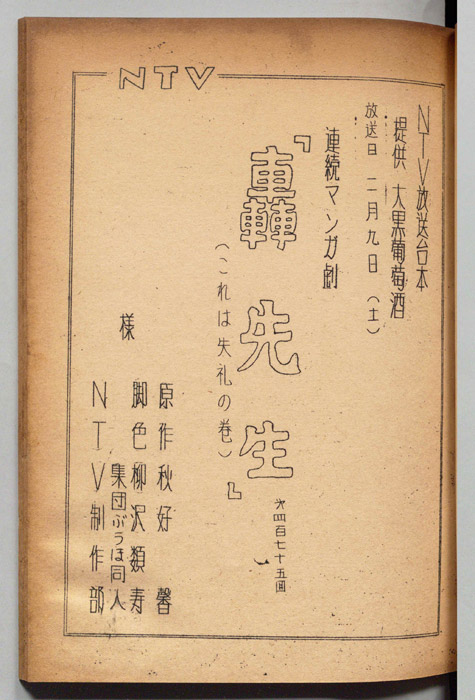 NTV
NTV放送台本
提供 大黒葡萄酒
放送日 二月九日(土)
連続マンガ劇
『轟先生』
才四百七十五回
(これは失礼の巻)
原作 秋好 馨
脚色 柳沢類寿
集団ぶうほ同人
NTV制作部
様